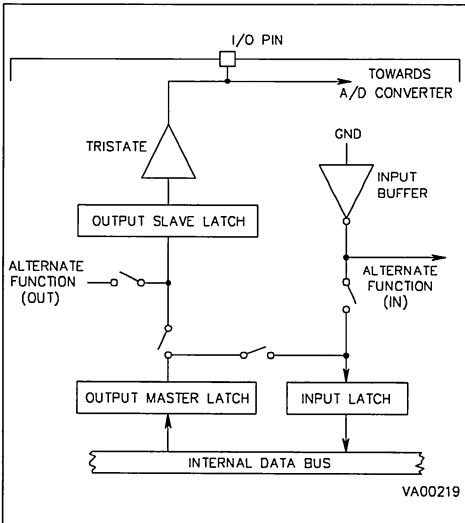 I/O PIN
TOWARDS
A/D CONVERTER
GND
TRISTATE
INPUT
BUFFER
OUTPUT SLAVE LATCH
ALTERNATE
FUNCTION
(OUT)
ALTERNATE
FUNCTION
(IN)
OUTPUT MASTER LATCH
INPUT LATCH
INTERNAL DATA BUS
VA00219